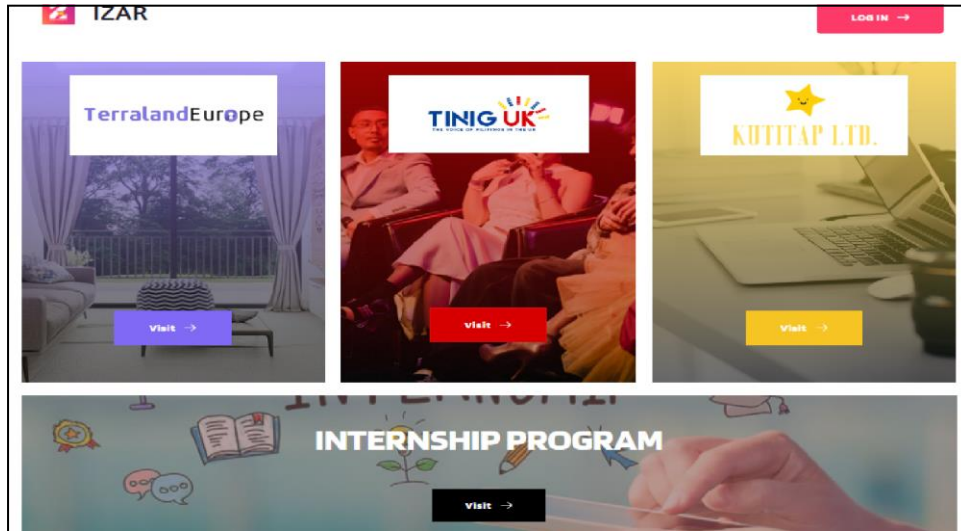 IZAR
LOG IN →
TerralandEurope
TINIG UK
THE VOICE OF FILIPINOS IN THE UK
KUTITAP LTD.
Visit →
Visit →
Visit →
INTERNSHIP
INTERNSHIP PROGRAM
Visit →